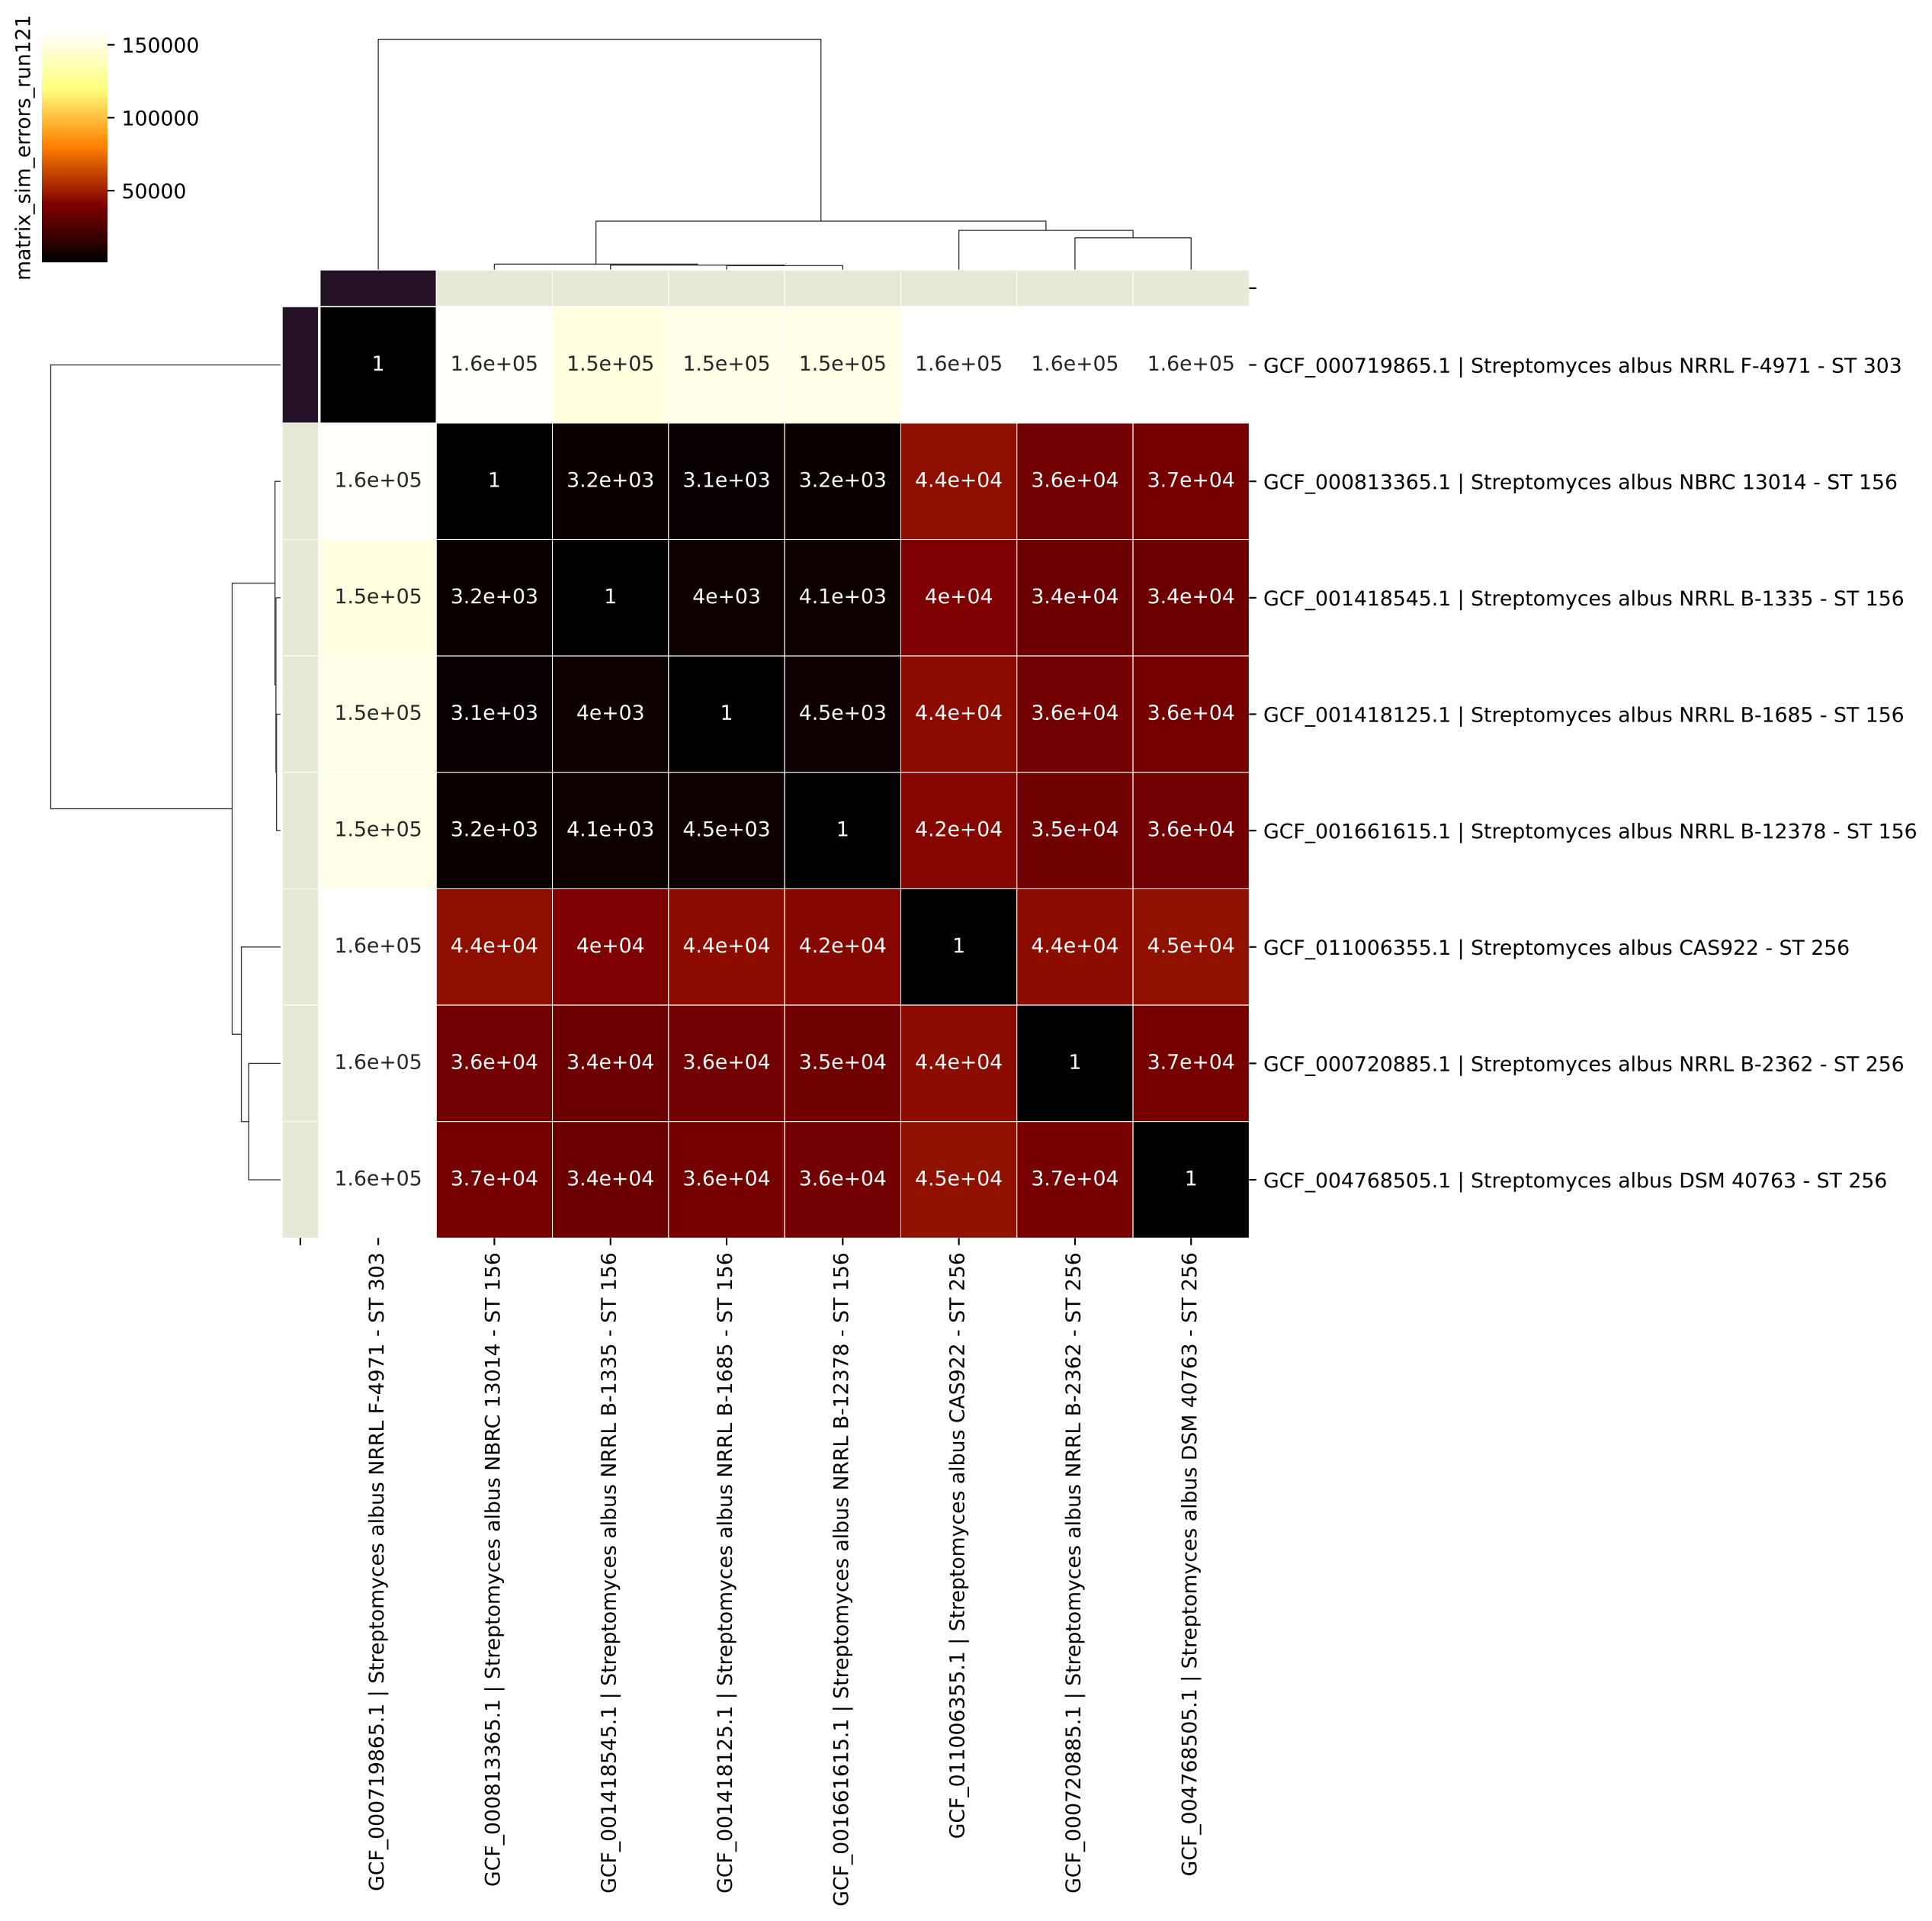 matrix_sim_errors_run121
150000
100000
50000
1 1.6e+05 1.5e+05 1.5e+05 1.5e+05 1.6e+05 1.6e+05 1.6e+05 GCF_000719865.1 | Streptomyces albus NRRL F-4971 - ST 303
1.6e+05 1 3.2e+03 3.1e+03 3.2e+03 4.4e+04 3.6e+04 3.7e+04 GCF_000813365.1 | Streptomyces albus NBRC 13014 - ST 156
1.5e+05 3.2e+03 1 4e+03 4.1e+03 4e+04 3.4e+04 3.4e+04 GCF_001418545.1 | Streptomyces albus NRRL B-1335 - ST 156
1.5e+05 3.1e+03 4e+03 1 4.5e+03 4.4e+04 3.6e+04 3.6e+04 GCF_001418125.1 | Streptomyces albus NRRL B-1685 - ST 156
1.5e+05 3.2e+03 4.1e+03 4.5e+03 1 4.2e+04 3.5e+04 3.6e+04 GCF_001661615.1 | Streptomyces albus NRRL B-12378 - ST 156
1.6e+05 4.4e+04 4e+04 4.4e+04 4.2e+04 1 4.4e+04 4.5e+04 GCF_011006355.1 | Streptomyces albus CAS922 - ST 256
1.6e+05 3.6e+04 3.4e+04 3.6e+04 3.5e+04 4.4e+04 1 3.7e+04 GCF_000720885.1 | Streptomyces albus NRRL B-2362 - ST 256
1.6e+05 3.7e+04 3.4e+04 3.6e+04 3.6e+04 4.5e+04 3.7e+04 1 GCF_004768505.1 | Streptomyces albus DSM 40763 - ST 256
GCF_000719865.1 | Streptomyces albus NRRL F-4971 - ST 303
GCF_000813365.1 | Streptomyces albus NBRC 13014 - ST 156
GCF_001418545.1 | Streptomyces albus NRRL B-1335 - ST 156
GCF_001418125.1 | Streptomyces albus NRRL B-1685 - ST 156
GCF_001661615.1 | Streptomyces albus NRRL B-12378 - ST 156
GCF_011006355.1 | Streptomyces albus CAS922 - ST 256
GCF_000720885.1 | Streptomyces albus NRRL B-2362 - ST 256
GCF_004768505.1 | Streptomyces albus DSM 40763 - ST 256